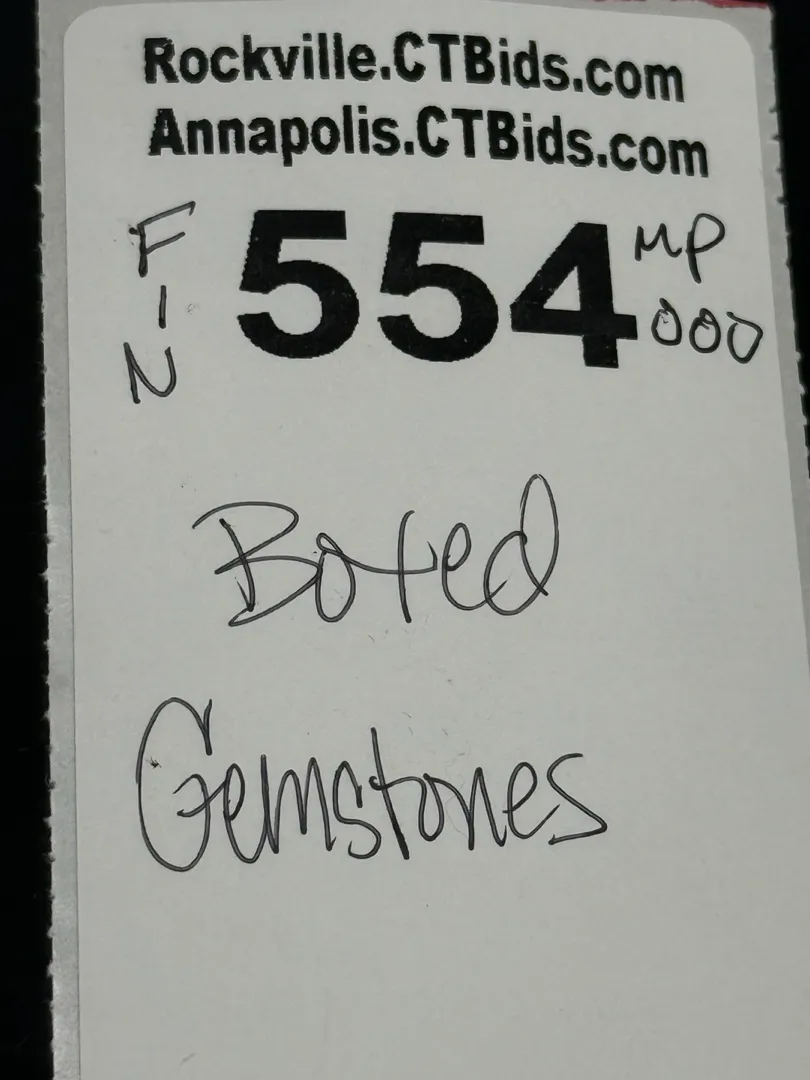 Rockville.CTBids.com
Annapolis.CTBids.com
F
I
N
554
MP
000
Boxed
Gemstones